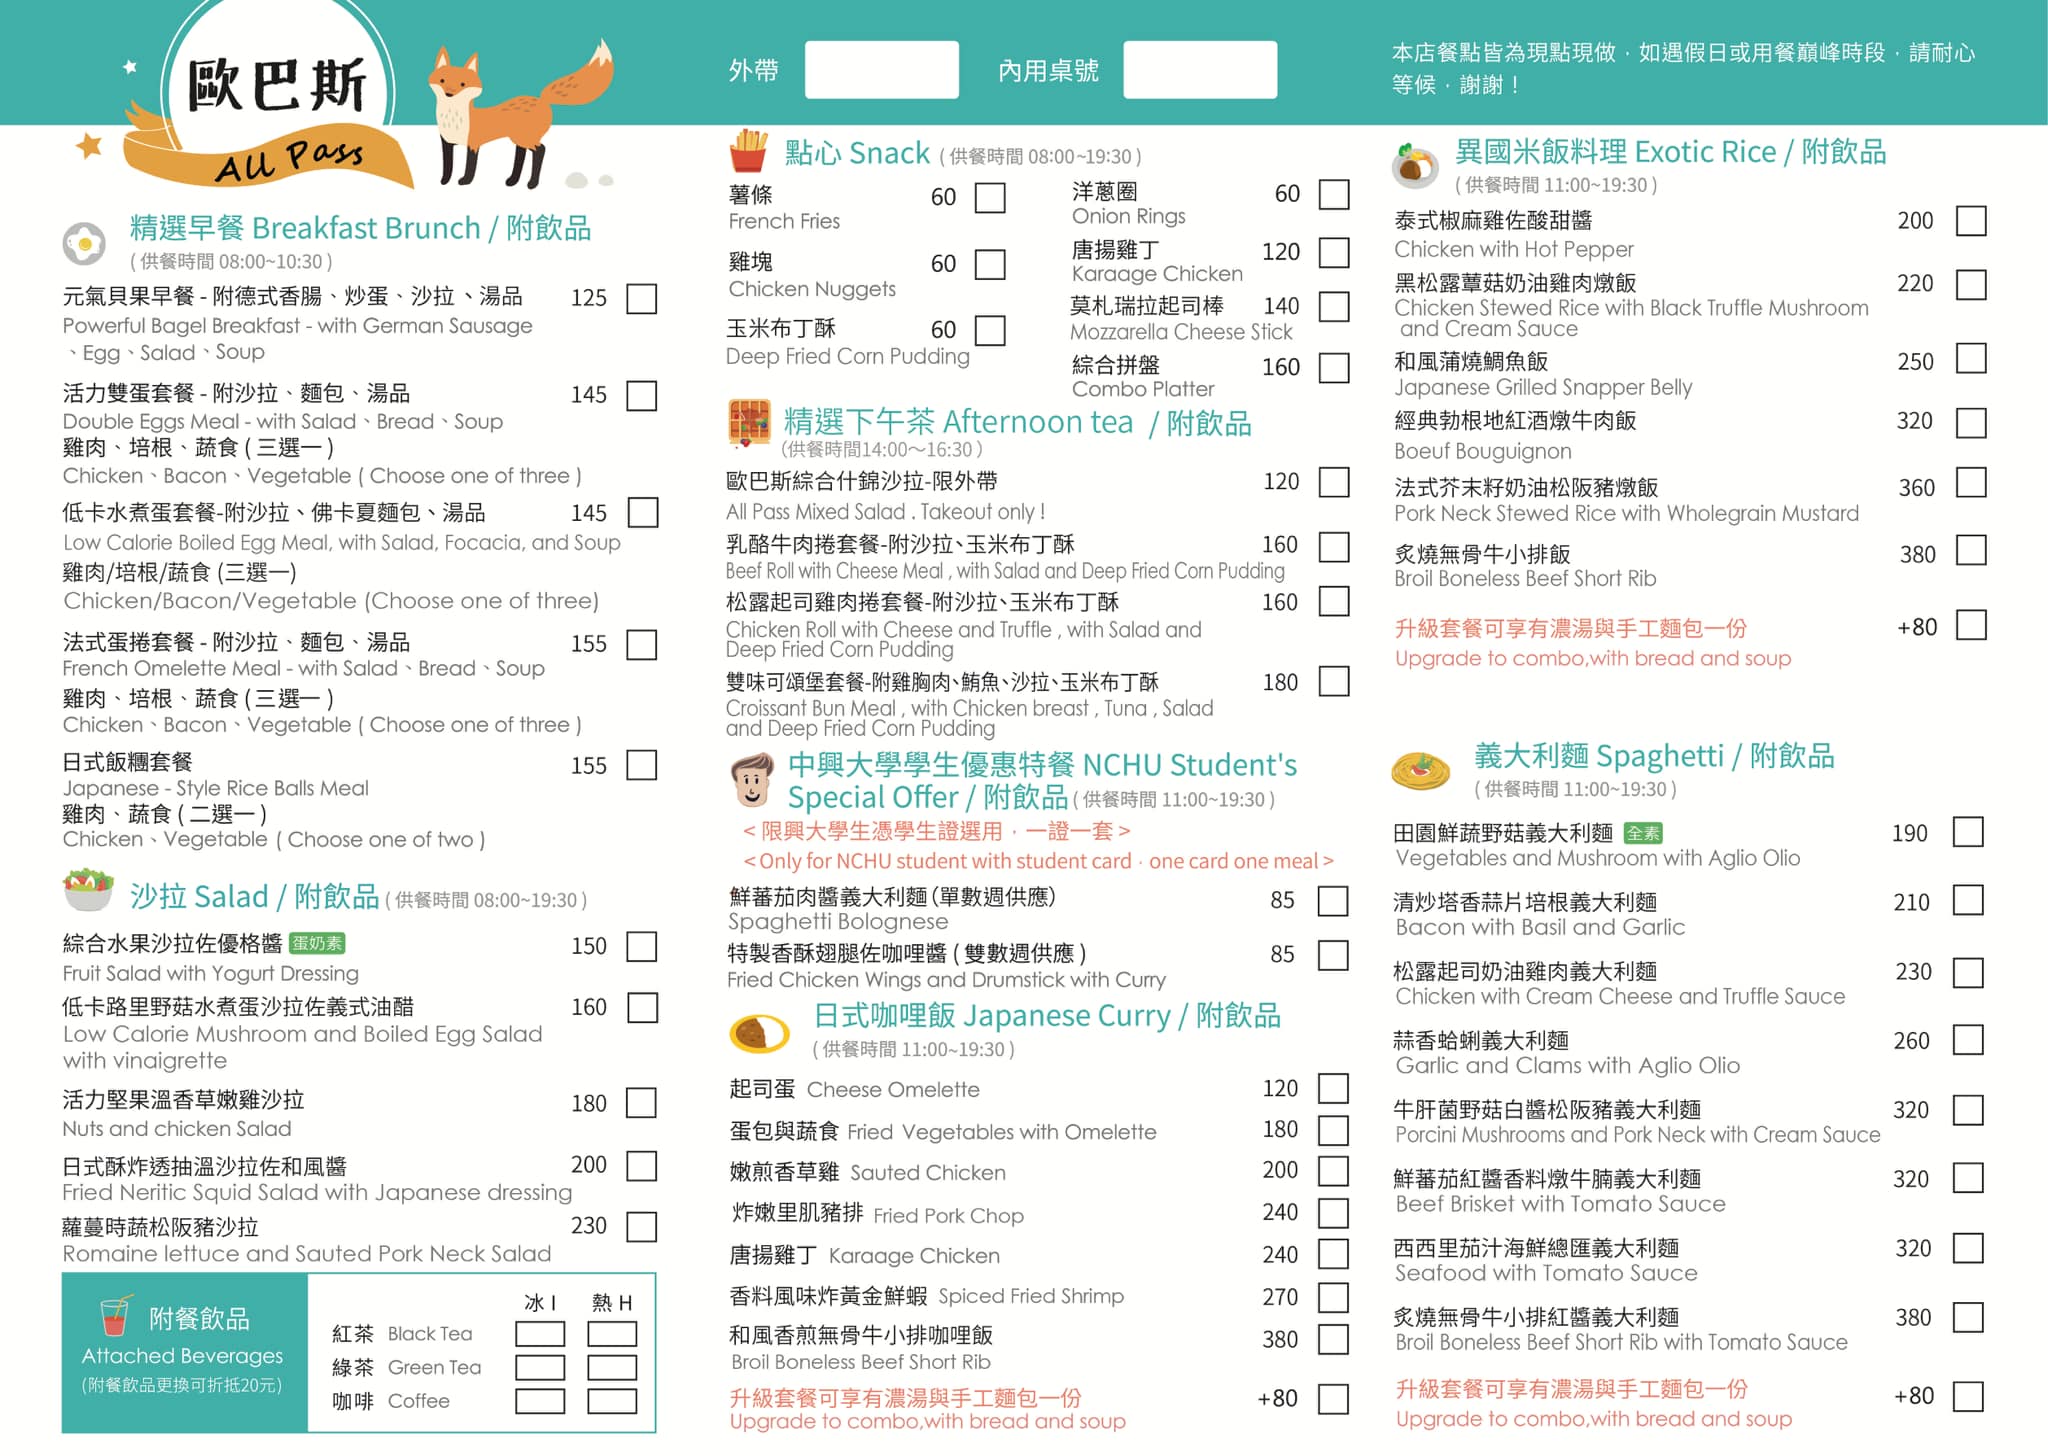 歐巴斯
All Pass
外帶
內用桌號
本店餐點皆為現點現做，如遇假日或用餐巔峰時段，請耐心
等候，謝謝！
精選早餐 Breakfast Brunch / 附飲品
( 供餐時間 08:00~10:30 )
元氣貝果早餐 - 附德式香腸、炒蛋、沙拉、湯品 125
Powerful Bagel Breakfast - with German Sausage
、Egg、Salad、Soup
活力雙蛋套餐 - 附沙拉、麵包、湯品 145
Double Eggs Meal - with Salad、Bread、Soup
雞肉、培根、蔬食 ( 三選一 )
Chicken、Bacon、Vegetable ( Choose one of three )
低卡水煮蛋套餐-附沙拉、佛卡夏麵包、湯品 145
Low Calorie Boiled Egg Meal, with Salad, Focacia, and Soup
雞肉/培根/蔬食 (三選一)
Chicken/Bacon/Vegetable (Choose one of three)
法式蛋捲套餐 - 附沙拉、麵包、湯品 155
French Omelette Meal - with Salad、Bread、Soup
雞肉、培根、蔬食 ( 三選一 )
Chicken、Bacon、Vegetable ( Choose one of three )
日式飯糰套餐 155
Japanese - Style Rice Balls Meal
雞肉、蔬食 ( 二選一 )
Chicken、Vegetable ( Choose one of two )
沙拉 Salad / 附飲品 ( 供餐時間 08:00~19:30 )
綜合水果沙拉佐優格醬 蛋奶素 150
Fruit Salad with Yogurt Dressing
低卡路里野菇水煮蛋沙拉佐義式油醋 160
Low Calorie Mushroom and Boiled Egg Salad
with vinaigrette
活力堅果溫香草嫩雞沙拉 180
Nuts and chicken Salad
日式酥炸透抽溫沙拉佐和風醬 200
Fried Neritic Squid Salad with Japanese dressing
蘿蔓時蔬松阪豬沙拉 230
Romaine lettuce and Sauted Pork Neck Salad
附餐飲品
Attached Beverages
(附餐飲品更換可折抵20元)
冰 I 熱 H
紅茶 Black Tea
綠茶 Green Tea
咖啡 Coffee
點心 Snack ( 供餐時間 08:00~19:30 )
薯條 60
French Fries
雞塊 60
Chicken Nuggets
玉米布丁酥 60
Deep Fried Corn Pudding
洋蔥圈 60
Onion Rings
唐揚雞丁 120
Karaage Chicken
莫札瑞拉起司棒 140
Mozzarella Cheese Stick
綜合拼盤 160
Combo Platter
精選下午茶 Afternoon tea / 附飲品
(供餐時間14:00～16:30 )
歐巴斯綜合什錦沙拉-限外帶 120
All Pass Mixed Salad . Takeout only !
乳酪牛肉捲套餐-附沙拉、玉米布丁酥 160
Beef Roll with Cheese Meal , with Salad and Deep Fried Corn Pudding
松露起司雞肉捲套餐-附沙拉、玉米布丁酥 160
Chicken Roll with Cheese and Truffle , with Salad and
Deep Fried Corn Pudding
雙味可頌堡套餐-附雞胸肉、鮪魚、沙拉、玉米布丁酥 180
Croissant Bun Meal , with Chicken breast , Tuna , Salad
and Deep Fried Corn Pudding
中興大學學生優惠特餐 NCHU Student's
Special Offer / 附飲品 ( 供餐時間 11:00~19:30 )
< 限興大學生憑學生證選用，一證一套 >
< Only for NCHU student with student card，one card one meal >
鮮蕃茄肉醬義大利麵 (單數週供應) 85
Spaghetti Bolognese
特製香酥翅腿佐咖哩醬 ( 雙數週供應 ) 85
Fried Chicken Wings and Drumstick with Curry
日式咖哩飯 Japanese Curry / 附飲品
( 供餐時間 11:00~19:30 )
起司蛋 Cheese Omelette 120
蛋包與蔬食 Fried Vegetables with Omelette 180
嫩煎香草雞 Sauted Chicken 200
炸嫩里肌豬排 Fried Pork Chop 240
唐揚雞丁 Karaage Chicken 240
香料風味炸黃金鮮蝦 Spiced Fried Shrimp 270
和風香煎無骨牛小排咖哩飯 380
Broil Boneless Beef Short Rib
升級套餐可享有濃湯與手工麵包一份 +80
Upgrade to combo,with bread and soup
異國米飯料理 Exotic Rice / 附飲品
( 供餐時間 11:00~19:30 )
泰式椒麻雞佐酸甜醬 200
Chicken with Hot Pepper
黑松露蕈菇奶油雞肉燉飯 220
Chicken Stewed Rice with Black Truffle Mushroom
and Cream Sauce
和風蒲燒鯛魚飯 250
Japanese Grilled Snapper Belly
經典勃根地紅酒燉牛肉飯 320
Boeuf Bouguignon
法式芥末籽奶油松阪豬燉飯 360
Pork Neck Stewed Rice with Wholegrain Mustard
炙燒無骨牛小排飯 380
Broil Boneless Beef Short Rib
升級套餐可享有濃湯與手工麵包一份 +80
Upgrade to combo,with bread and soup
義大利麵 Spaghetti / 附飲品
( 供餐時間 11:00~19:30 )
田園鮮蔬野菇義大利麵 全素 190
Vegetables and Mushroom with Aglio Olio
清炒塔香蒜片培根義大利麵 210
Bacon with Basil and Garlic
松露起司奶油雞肉義大利麵 230
Chicken with Cream Cheese and Truffle Sauce
蒜香蛤蜊義大利麵 260
Garlic and Clams with Aglio Olio
牛肝菌野菇白醬松阪豬義大利麵 320
Porcini Mushrooms and Pork Neck with Cream Sauce
鮮蕃茄紅醬香料燉牛腩義大利麵 320
Beef Brisket with Tomato Sauce
西西里茄汁海鮮總匯義大利麵 320
Seafood with Tomato Sauce
炙燒無骨牛小排紅醬義大利麵 380
Broil Boneless Beef Short Rib with Tomato Sauce
升級套餐可享有濃湯與手工麵包一份 +80
Upgrade to combo,with bread and soup